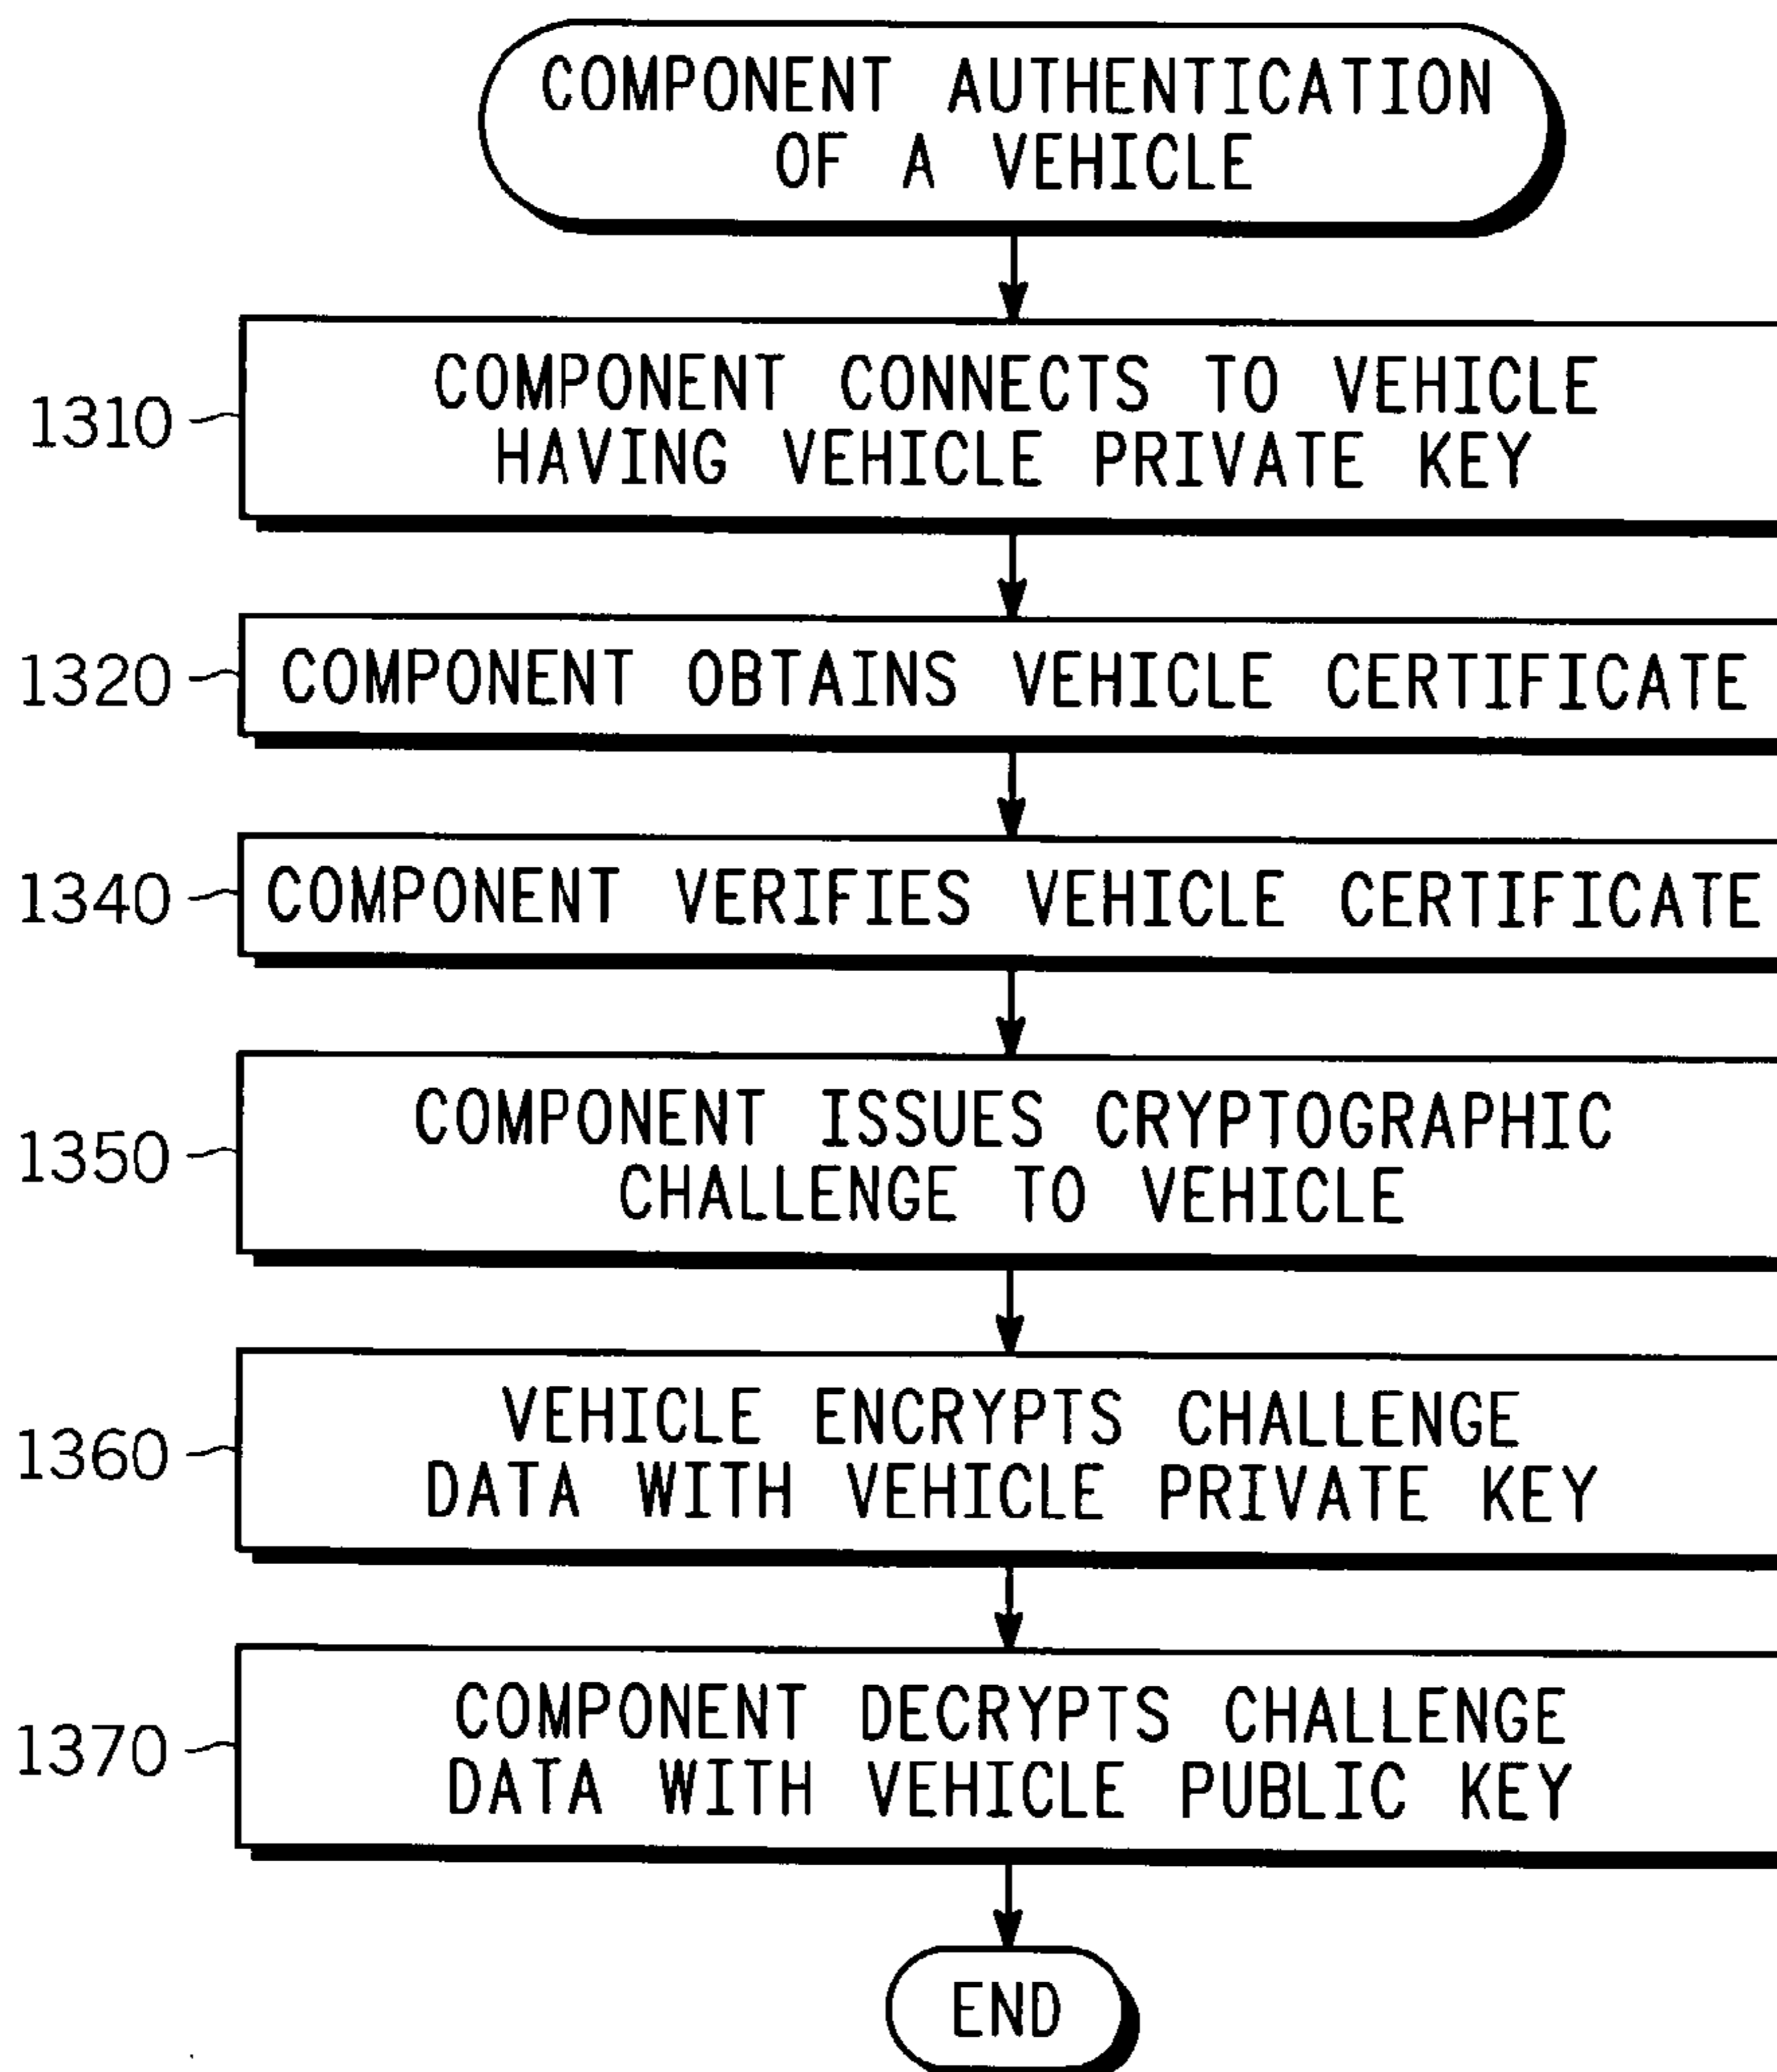 COMPONENT AUTHENTICATION
OF A VEHICLE
1310
COMPONENT CONNECTS TO VEHICLE
HAVING VEHICLE PRIVATE KEY
1320
COMPONENT OBTAINS VEHICLE CERTIFICATE
1340
COMPONENT VERIFIES VEHICLE CERTIFICATE
1350
COMPONENT ISSUES CRYPTOGRAPHIC
CHALLENGE TO VEHICLE
1360
VEHICLE ENCRYPTS CHALLENGE
DATA WITH VEHICLE PRIVATE KEY
1370
COMPONENT DECRYPTS CHALLENGE
DATA WITH VEHICLE PUBLIC KEY
END